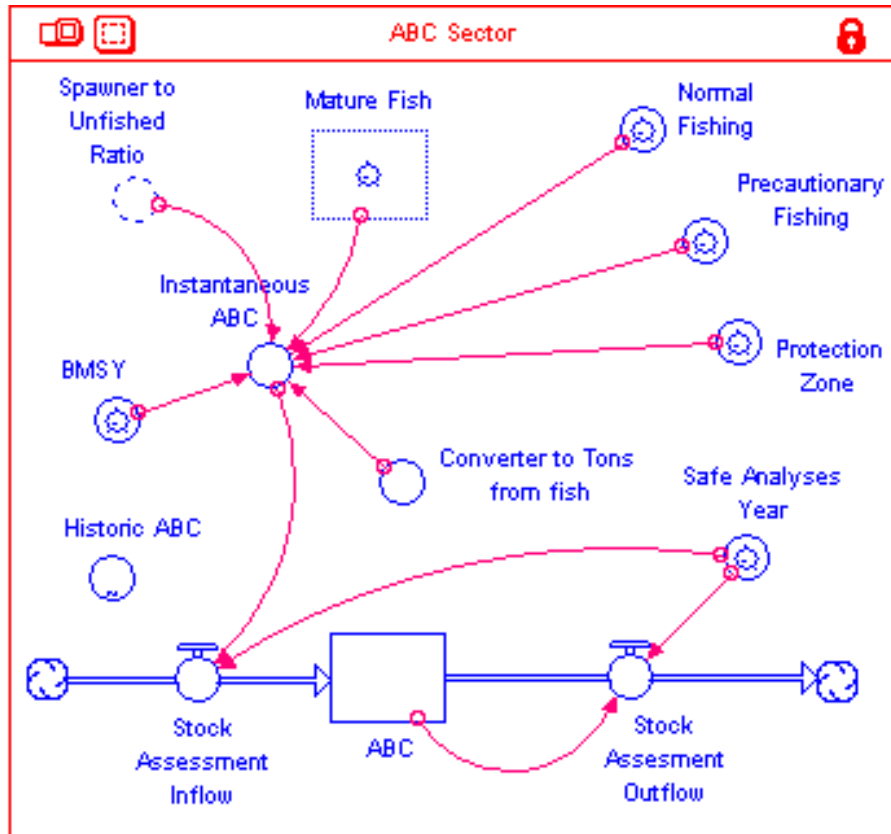 ABC Sector
Spawner to
Unfished
Ratio
Mature Fish
Normal
Fishing
Precautionary
Fishing
Instantaneous
ABC
BMSY
Protection
Zone
Converter to Tons
from fish
Safe Analyses
Year
Historic ABC
Stock
Assessment
Inflow
ABC
Stock
Assesment
Outflow